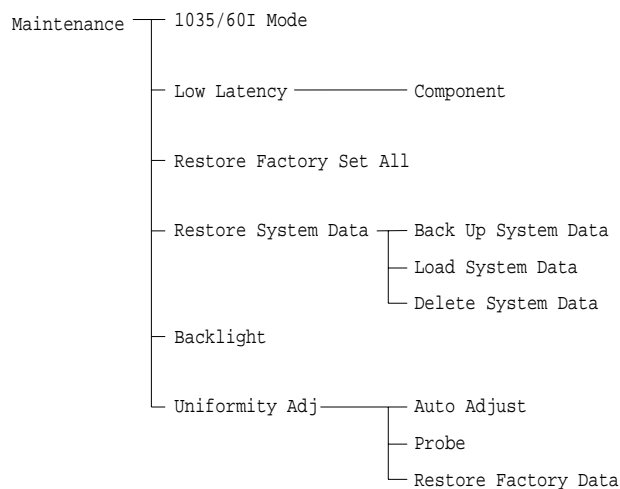 Maintenance
1035/60I Mode
Low Latency
Component
Restore Factory Set All
Restore System Data
Back Up System Data
Load System Data
Delete System Data
Backlight
Uniformity Adj
Auto Adjust
Probe
Restore Factory Data